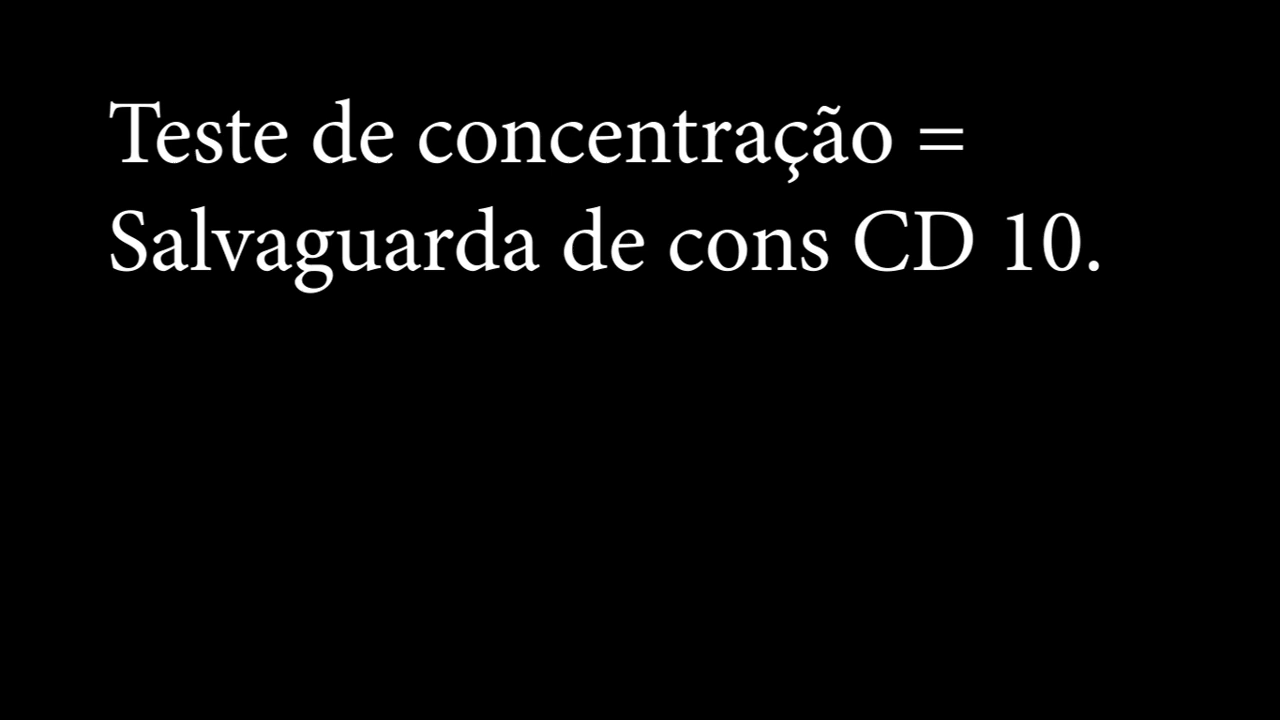 Teste de concentração =
Salvaguarda de cons CD 10.